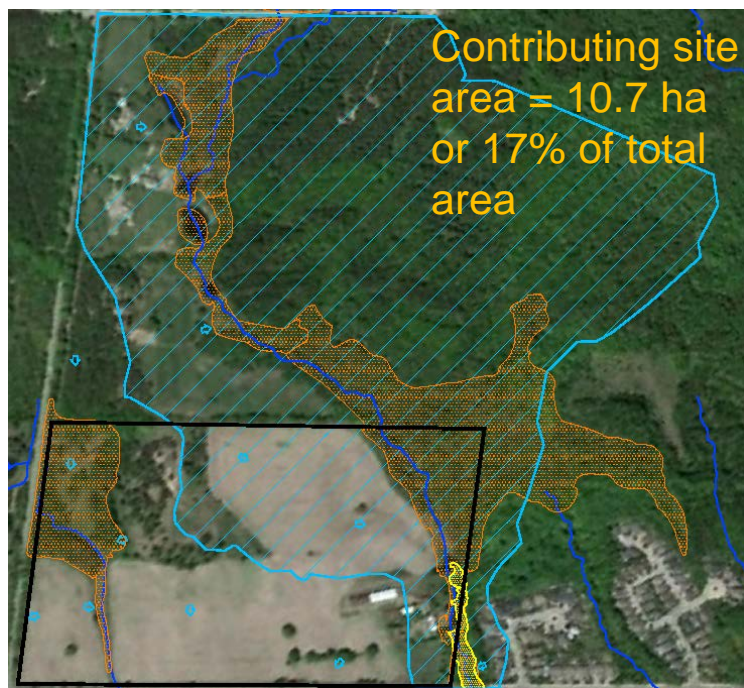 Contributing site
area = 10.7 ha
or 17% of total
area